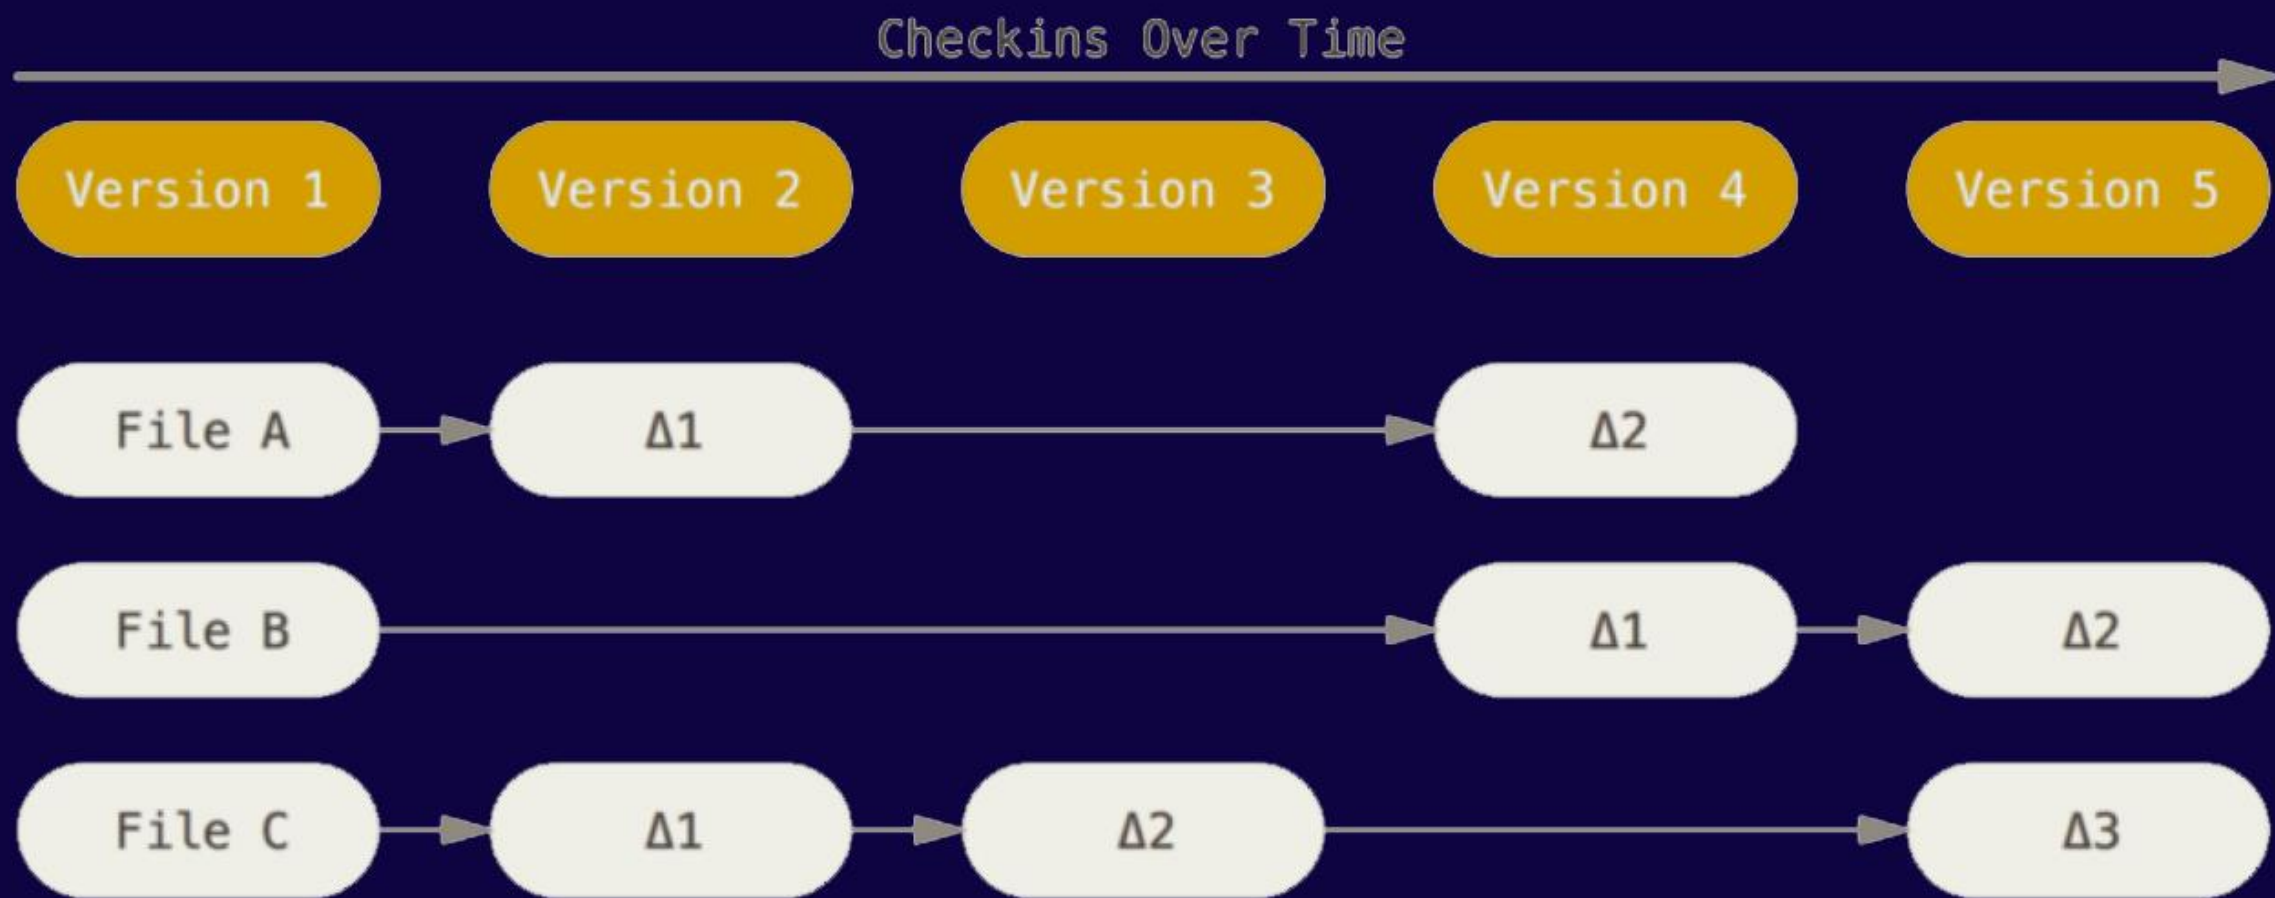 Checkins Over Time
Version 1 Version 2 Version 3 Version 4 Version 5
File A Δ1 Δ2
File B Δ1 Δ2
File C Δ1 Δ2 Δ3